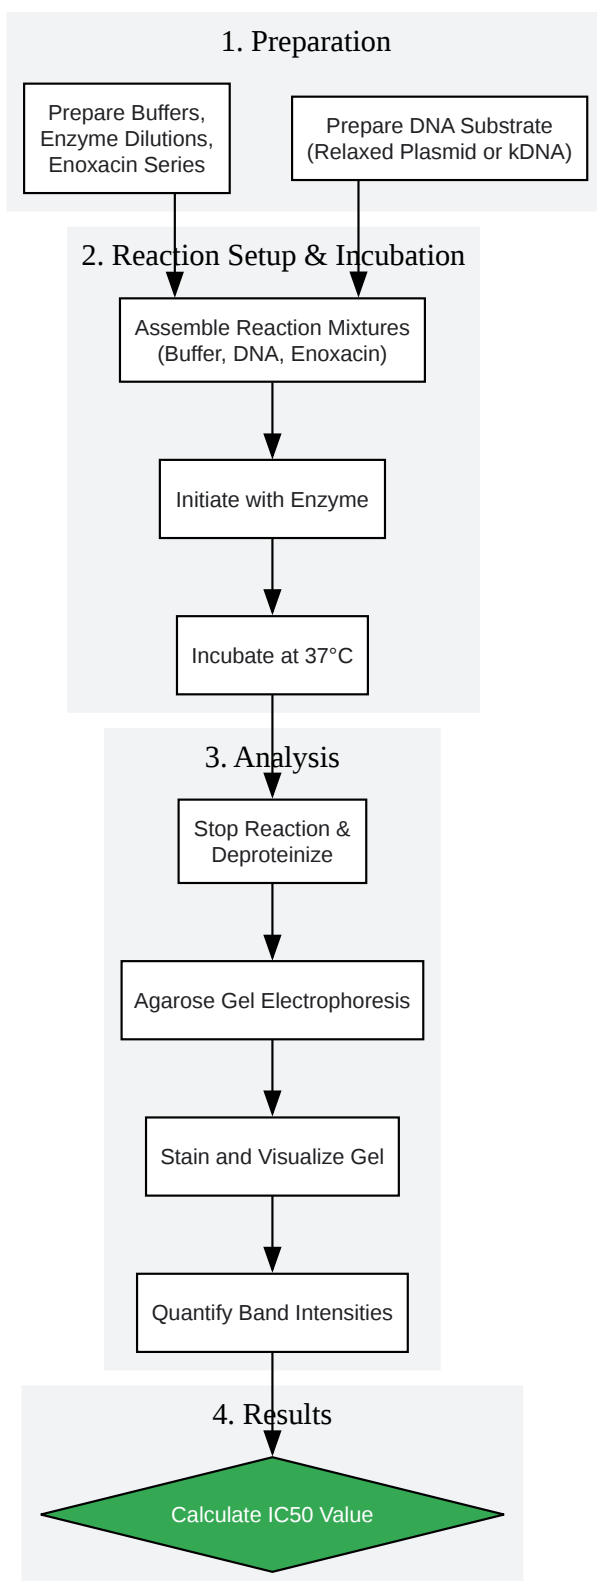 1. Preparation
Prepare Buffers,
Enzyme Dilutions,
Enoxacin Series
Prepare DNA Substrate
(Relaxed Plasmid or kDNA)
2. Reaction Setup & Incubation
Assemble Reaction Mixtures
(Buffer, DNA, Enoxacin)
Initiate with Enzyme
Incubate at 37°C
3. Analysis
Stop Reaction &
Deproteinize
Agarose Gel Electrophoresis
Stain and Visualize Gel
Quantify Band Intensities
4. Results
Calculate IC50 Value